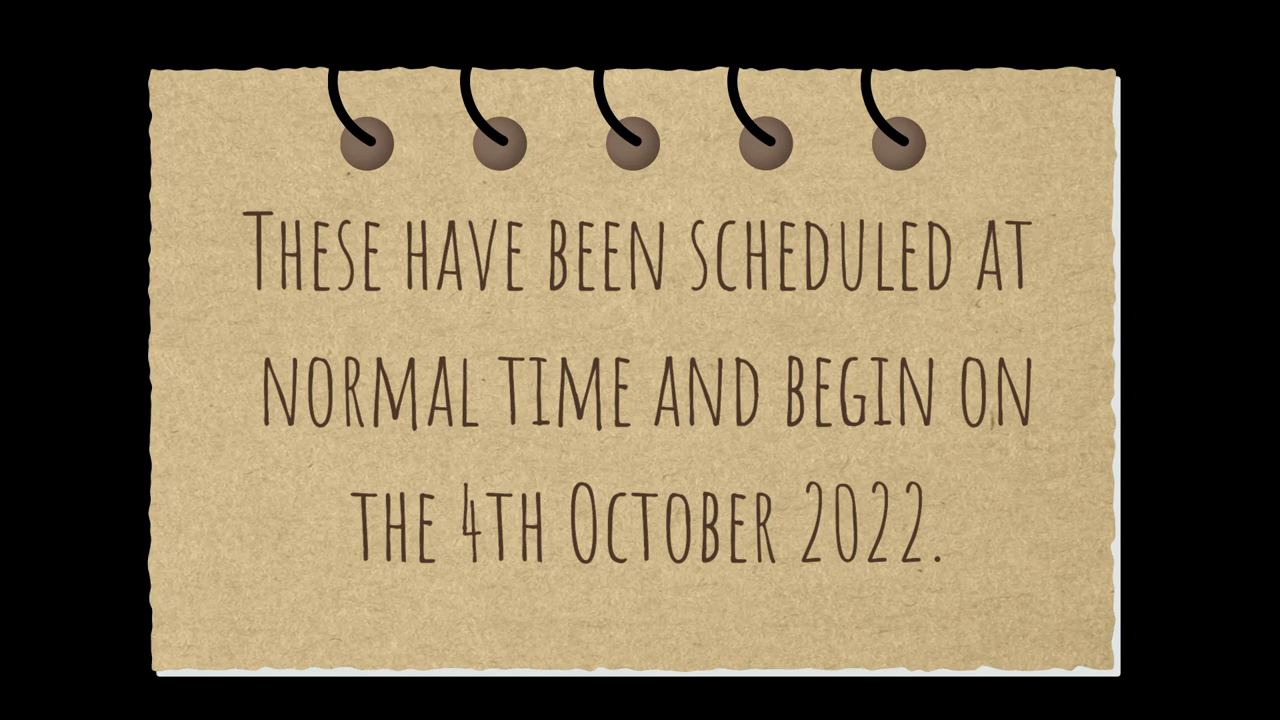 These have been scheduled at
normal time and begin on
the 4th October 2022.